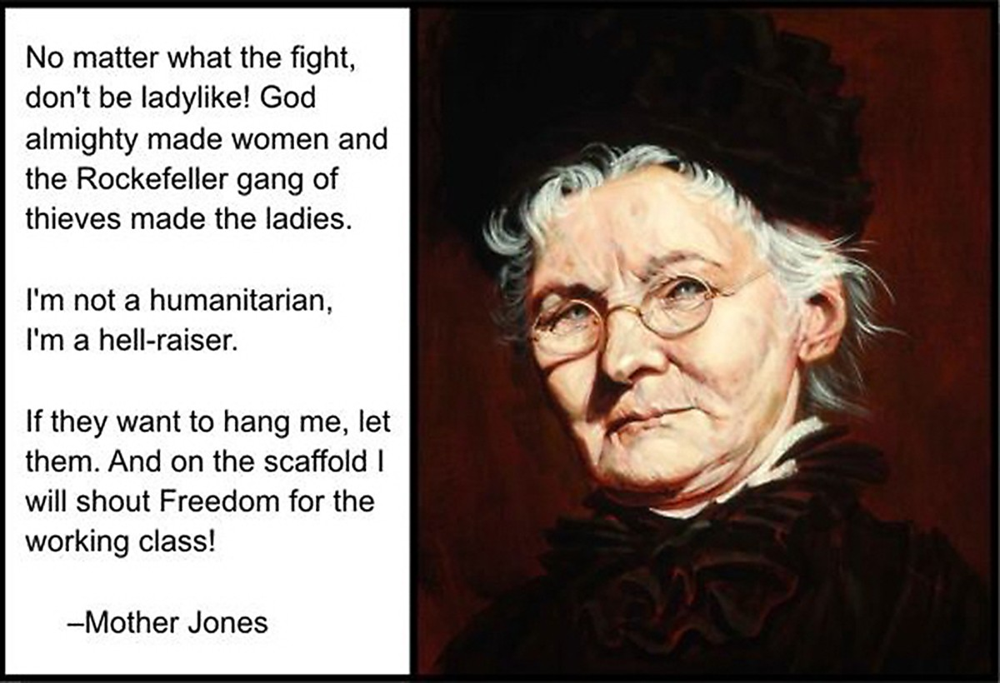 No matter what the fight,
don't be ladylike! God
almighty made women and
the Rockefeller gang of
thieves made the ladies.
I'm not a humanitarian,
I'm a hell-raiser.
If they want to hang me, let
them. And on the scaffold I
will shout Freedom for the
working class!
–Mother Jones